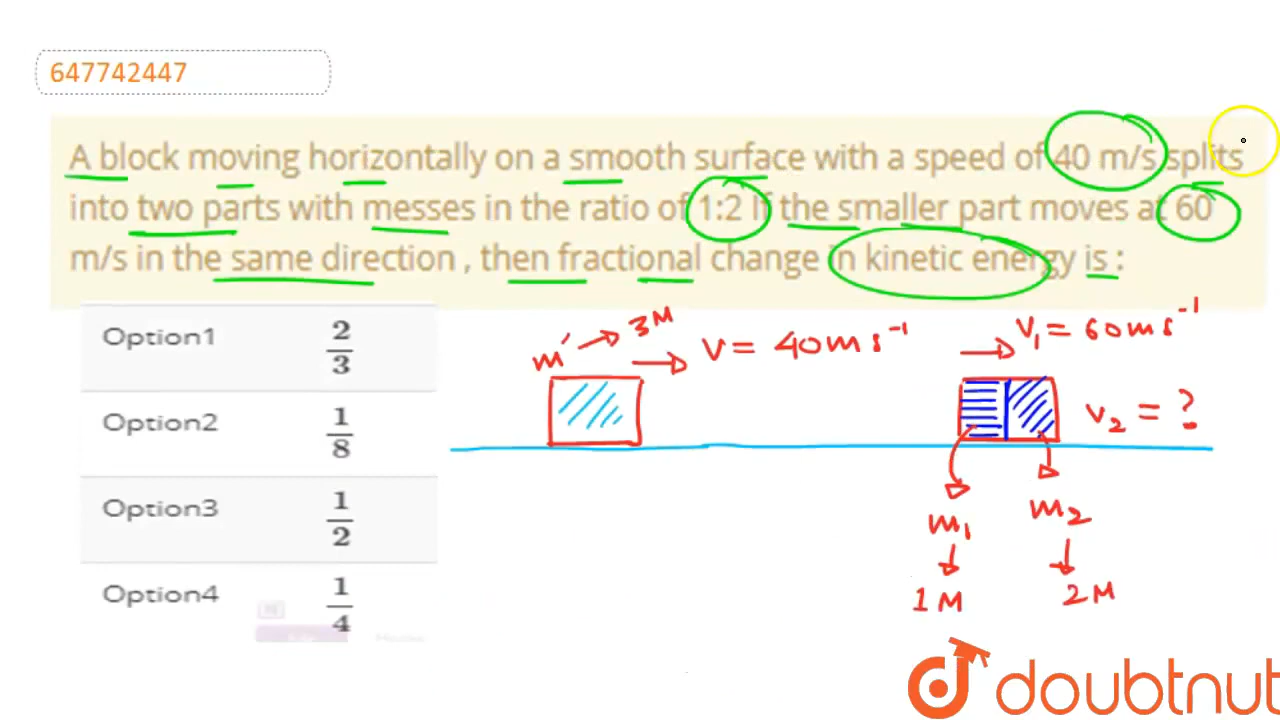 647742447
A block moving horizontally on a smooth surface with a speed of 40 m/s splits
into two parts with messes in the ratio of 1:2 If the smaller part moves at 60
m/s in the same direction , then fractional change in kinetic energy is :
Option1 2/3
Option2 1/8
Option3 1/2
Option4 1/4
m' → 3M
→ V = 40 m s⁻¹
→ V₁ = 60 m s⁻¹
V₂ = ?
m₁ m₂
1M 2M
doubtnut